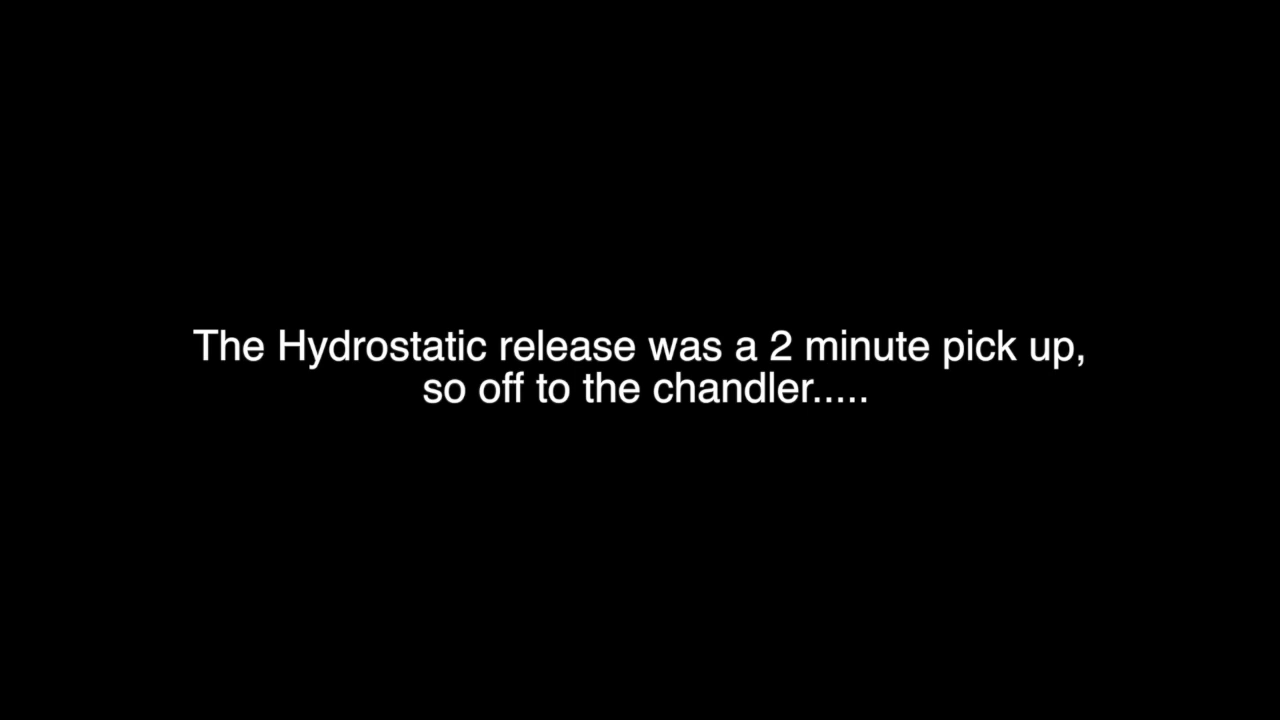 The Hydrostatic release was a 2 minute pick up,
so off to the chandler.....